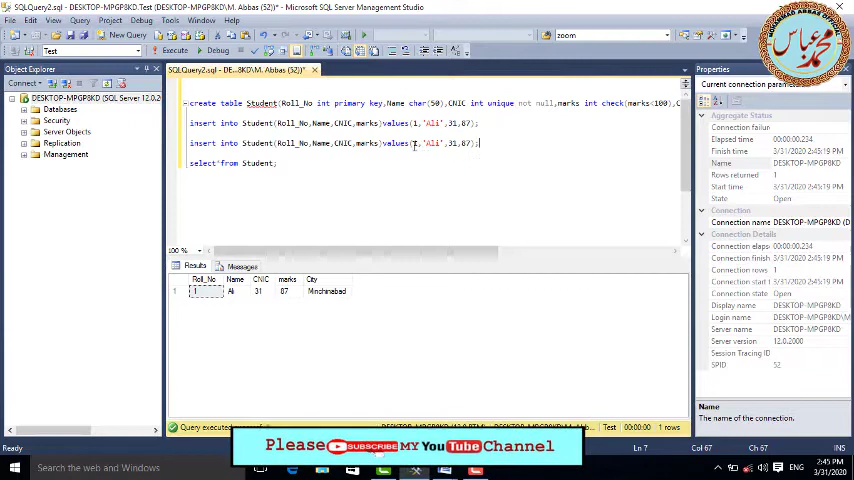 SQLQuery2.sql - DESKTOP-MPGP8KD.Test (DESKTOP-MPGP8KD\M. Abbas (52))* - Microsoft SQL Server Management Studio
File Edit View Query Project Debug Tools Window Help
New Query
zoom
Test
Execute
Debug
محمد عباس
Object Explorer
Connect
DESKTOP-MPGP8KD (SQL Server 12.0.2
Databases
Security
Server Objects
Replication
Management
SQLQuery2.sql - DE...8KD\M. Abbas (52))*
create table Student(Roll_No int primary key,Name char(50),CNIC int unique not null,marks int check(marks<100),C
insert into Student(Roll_No,Name,CNIC,marks)values(1,'Ali',31,87);
insert into Student(Roll_No,Name,CNIC,marks)values(1,'Ali',31,87);
select*from Student;
100 %
Results
Messages
Roll_No Name CNIC marks City
1 1 Ali 31 87 Minchinabad
Test
00:00:00
1 rows
Properties
Current connection parameters
Aggregate Status
Connection failure
Elapsed time 00:00:00.234
Finish time 3/31/2020 2:45:19 PM
Name DESKTOP-MPGP8KD
Rows returned 1
Start time 3/31/2020 2:45:19 PM
State Open
Connection
Connection name DESKTOP-MPGP8KD (
Connection Details
Connection elaps 00:00:00.234
Connection finish 3/31/2020 2:45:19 PM
Connection rows 1
Connection start t 3/31/2020 2:45:19 PM
Connection state Open
Display name DESKTOP-MPGP8KD
Login name DESKTOP-MPGP8KD\M
Server name DESKTOP-MPGP8KD
Server version 12.0.2000
Session Tracing ID
SPID 52
Name
The name of the connection.
Please SUBSCRIBE MY YouTube Channel
Ready
Ln 7
Col 67
Ch 67
INS
Search the web and Windows
ENG
2:45 PM
3/31/2020